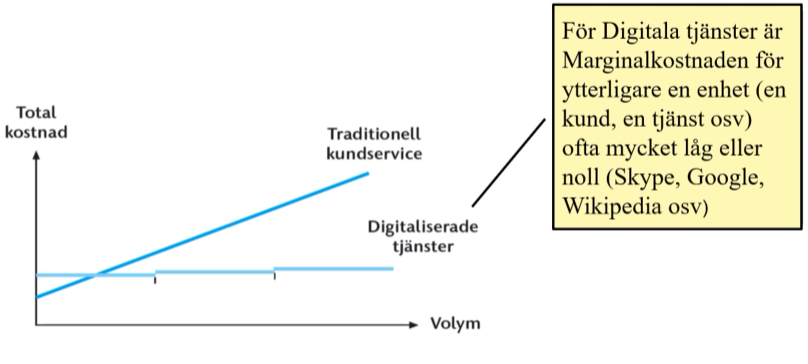 För Digitala tjänster är
Marginalkostnaden för
ytterligare en enhet (en
kund, en tjänst osv)
ofta mycket låg eller
noll (Skype, Google,
Wikipedia osv)
Total
kostnad
Traditionell
kundservice
Digitaliserade
tjänster
Volym